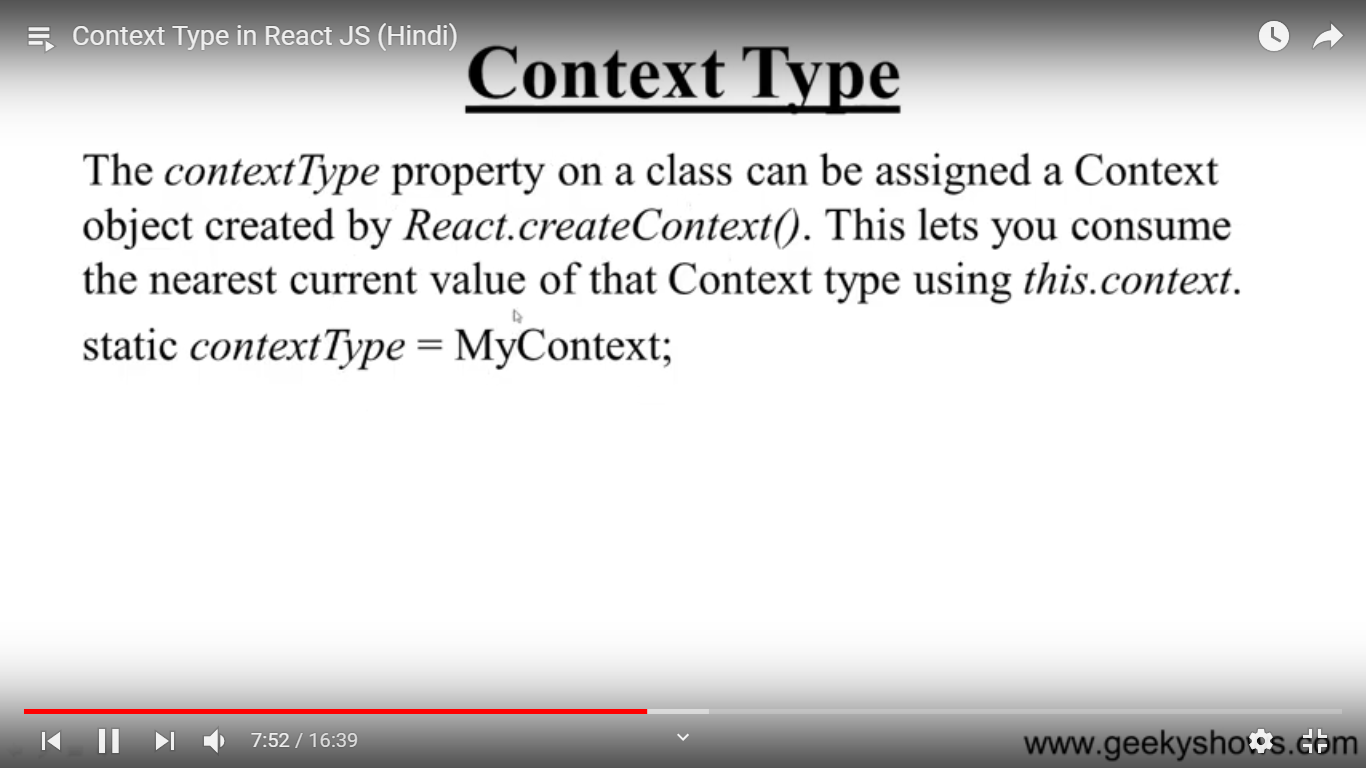 Context Type in React JS (Hindi)
Context Type
The contextType property on a class can be assigned a Context
object created by React.createContext(). This lets you consume
the nearest current value of that Context type using this.context.
static contextType = MyContext;
7:52 / 16:39
www.geekyshows.com